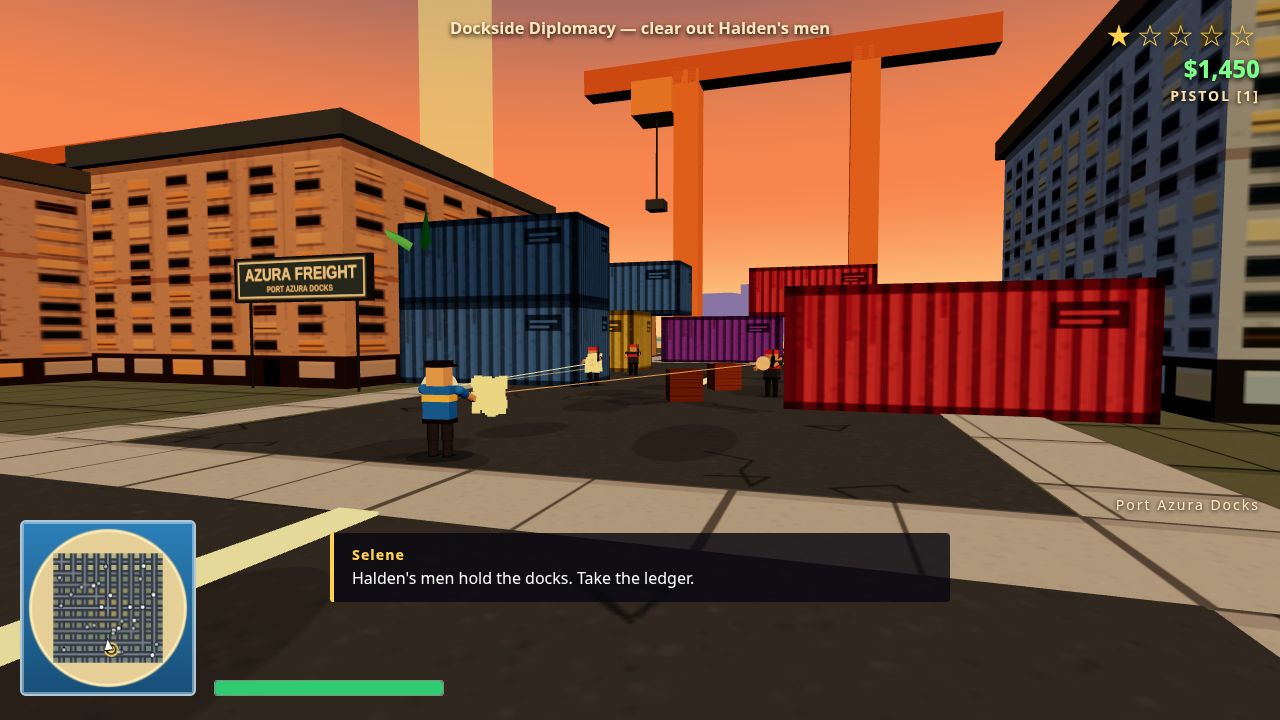 Dockside Diplomacy — clear out Halden's men
$1,450
PISTOL [1]
AZURA FREIGHT
PORT AZURA DOCKS
Port Azura Docks
Selene
Halden's men hold the docks. Take the ledger.